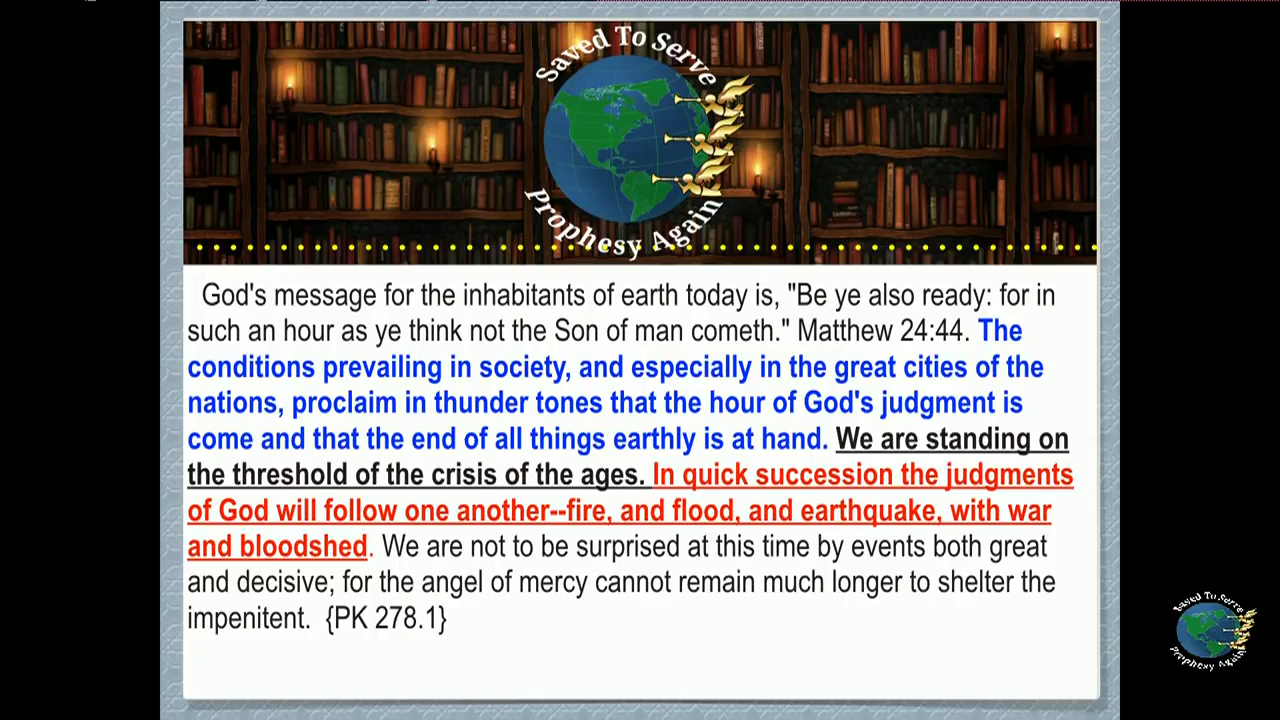 Saved To Serve
Prophesy Again
God's message for the inhabitants of earth today is, "Be ye also ready: for in
such an hour as ye think not the Son of man cometh." Matthew 24:44. The
conditions prevailing in society, and especially in the great cities of the
nations, proclaim in thunder tones that the hour of God's judgment is
come and that the end of all things earthly is at hand. We are standing on
the threshold of the crisis of the ages. In quick succession the judgments
of God will follow one another--fire, and flood, and earthquake, with war
and bloodshed. We are not to be surprised at this time by events both great
and decisive; for the angel of mercy cannot remain much longer to shelter the
impenitent. {PK 278.1}
Saved To Serve
Prophesy Again